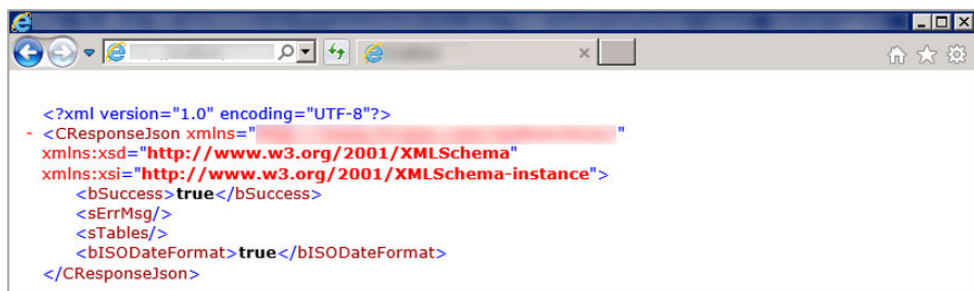 <?xml version="1.0" encoding="UTF-8"?>
- <CResponseJson xmlns=" "
xmlns:xsd="http://www.w3.org/2001/XMLSchema"
xmlns:xsi="http://www.w3.org/2001/XMLSchema-instance">
<bSuccess>true</bSuccess>
<sErrMsg/>
<sTables/>
<bISODateFormat>true</bISODateFormat>
</CResponseJson>